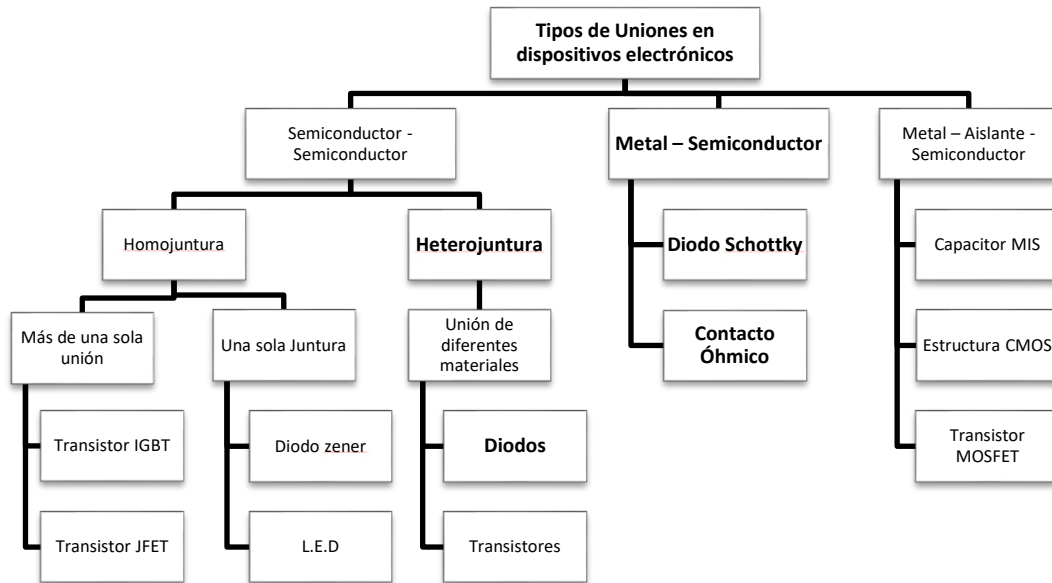 Tipos de Uniones en
dispositivos electrónicos
Semiconductor -
Semiconductor
Metal – Semiconductor
Metal – Aislante -
Semiconductor
Homojuntura
Heterojuntura
Diodo Schottky
Capacitor MIS
Más de una sola
unión
Una sola Juntura
Unión de
diferentes
materiales
Contacto
Óhmico
Estructura CMOS
Transistor IGBT
Diodo zener
Diodos
Transistor
MOSFET
Transistor JFET
L.E.D
Transistores